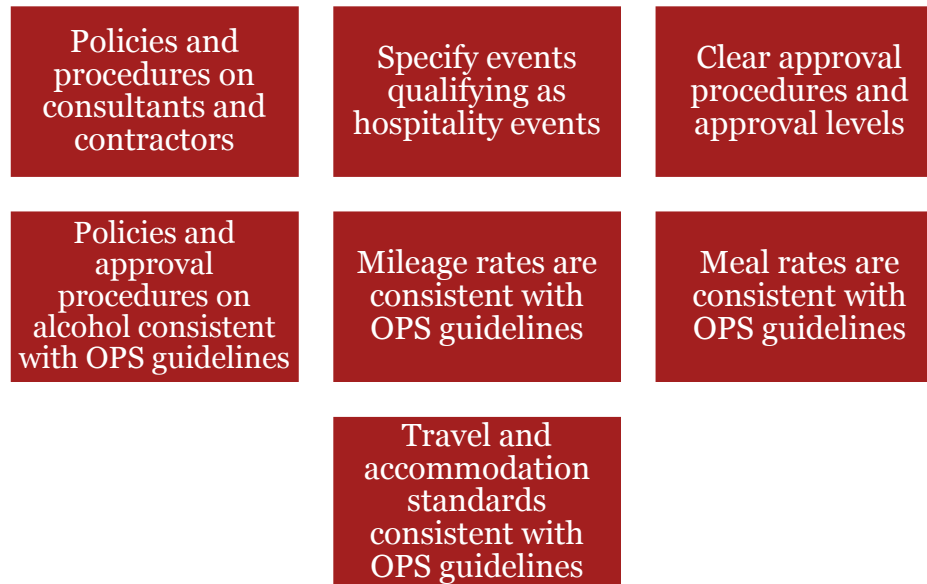 Policies and
procedures on
consultants and
contractors
Specify events
qualifying as
hospitality events
Clear approval
procedures and
approval levels
Policies and
approval
procedures on
alcohol consistent
with OPS guidelines
Mileage rates are
consistent with
OPS guidelines
Meal rates are
consistent with
OPS guidelines
Travel and
accommodation
standards
consistent with
OPS guidelines